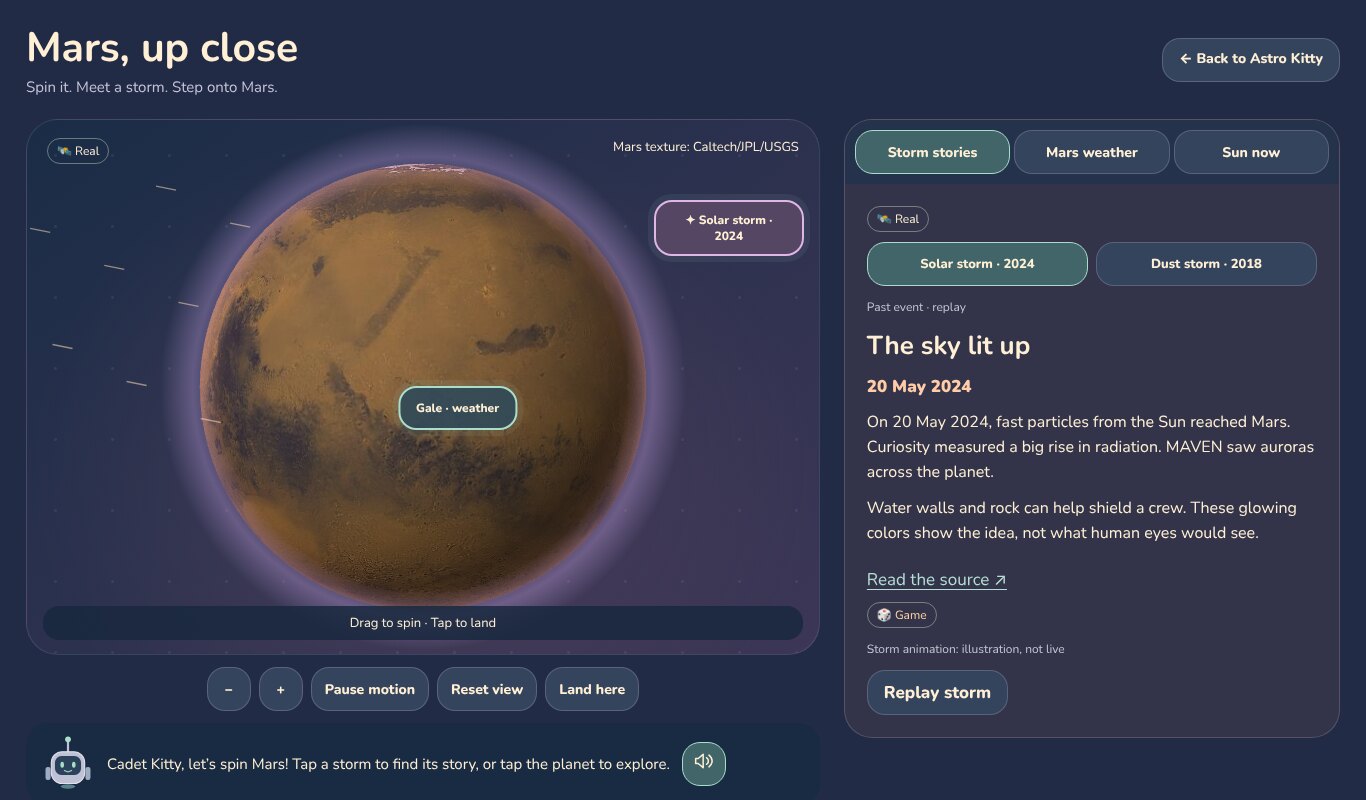 Mars, up close
Spin it. Meet a storm. Step onto Mars.
← Back to Astro Kitty
Real
Mars texture: Caltech/JPL/USGS
✦ Solar storm ·
2024
Gale · weather
Drag to spin · Tap to land
− + Pause motion Reset view Land here
Cadet Kitty, let's spin Mars! Tap a storm to find its story, or tap the planet to explore.
Storm stories Mars weather Sun now
Real
Solar storm · 2024 Dust storm · 2018
Past event · replay
The sky lit up
20 May 2024
On 20 May 2024, fast particles from the Sun reached Mars.
Curiosity measured a big rise in radiation. MAVEN saw auroras
across the planet.
Water walls and rock can help shield a crew. These glowing
colors show the idea, not what human eyes would see.
Read the source ↗
Game
Storm animation: illustration, not live
Replay storm